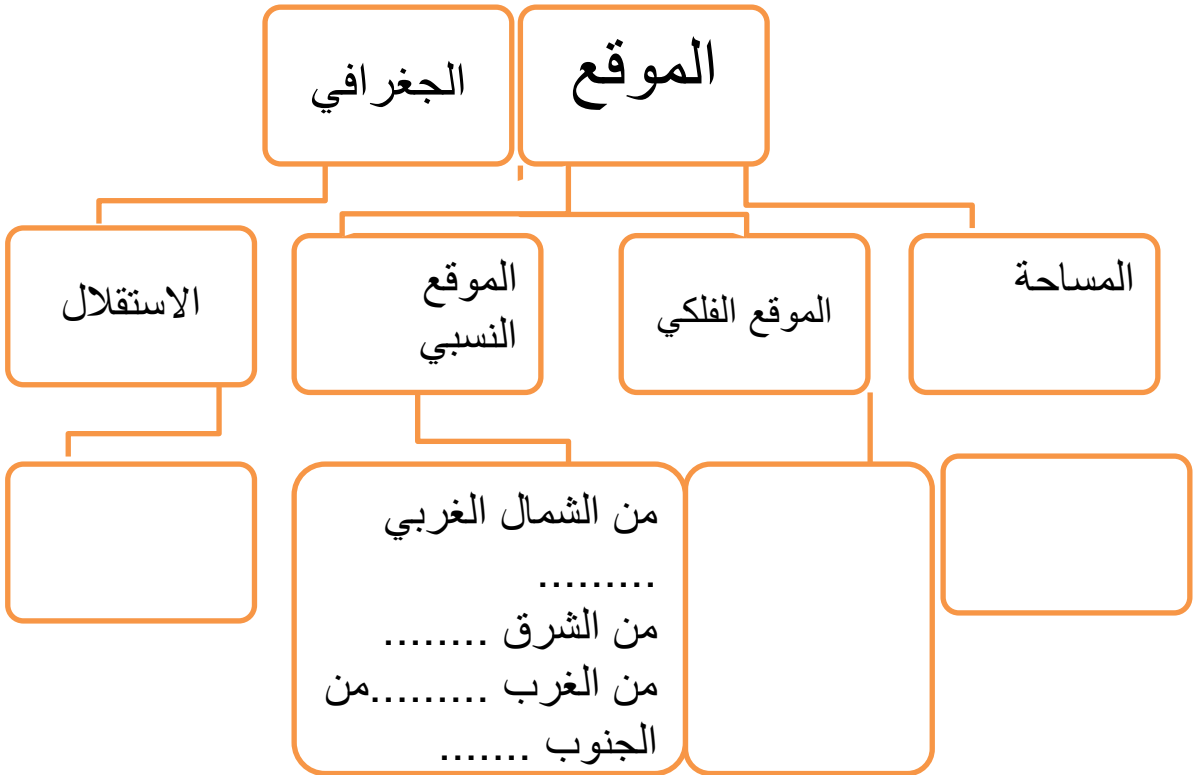 الموقع
الجغرافي
المساحة
الموقع الفلكي
الموقع
النسبي
الاستقلال
من الشمال الغربي
.........
من الشرق ........
من الغرب .........من
الجنوب .......